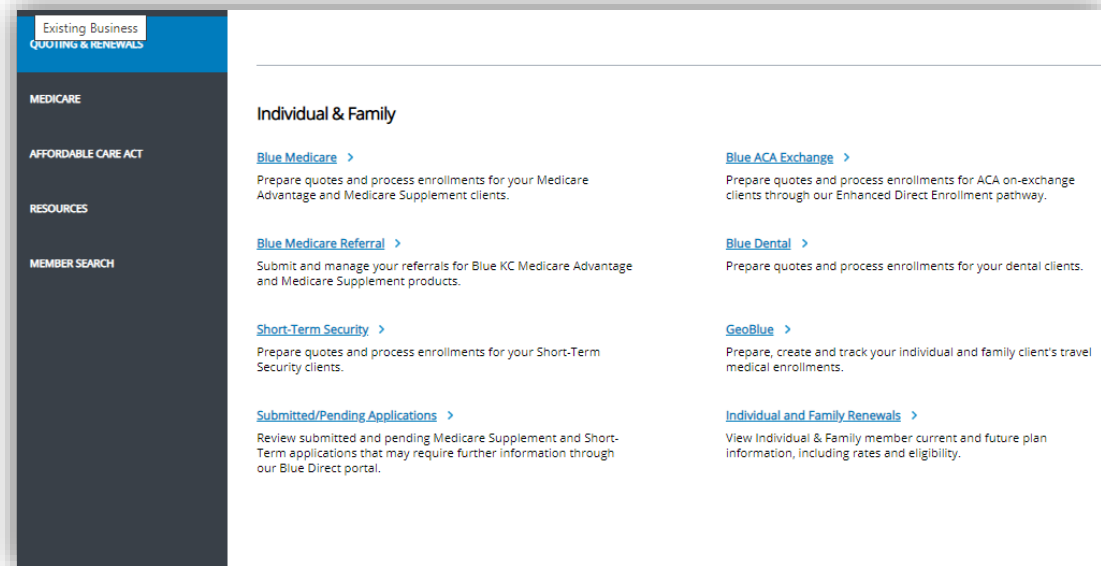 Existing Business
QUOTING & RENEWALS
MEDICARE
AFFORDABLE CARE ACT
RESOURCES
MEMBER SEARCH
Individual & Family
Blue Medicare >
Prepare quotes and process enrollments for your Medicare
Advantage and Medicare Supplement clients.
Blue ACA Exchange >
Prepare quotes and process enrollments for ACA on-exchange
clients through our Enhanced Direct Enrollment pathway.
Blue Medicare Referral >
Submit and manage your referrals for Blue KC Medicare Advantage
and Medicare Supplement products.
Blue Dental >
Prepare quotes and process enrollments for your dental clients.
Short-Term Security >
Prepare quotes and process enrollments for your Short-Term
Security clients.
GeoBlue >
Prepare, create and track your individual and family client's travel
medical enrollments.
Submitted/Pending Applications >
Review submitted and pending Medicare Supplement and Short-
Term applications that may require further information through
our Blue Direct portal.
Individual and Family Renewals >
View Individual & Family member current and future plan
information, including rates and eligibility.